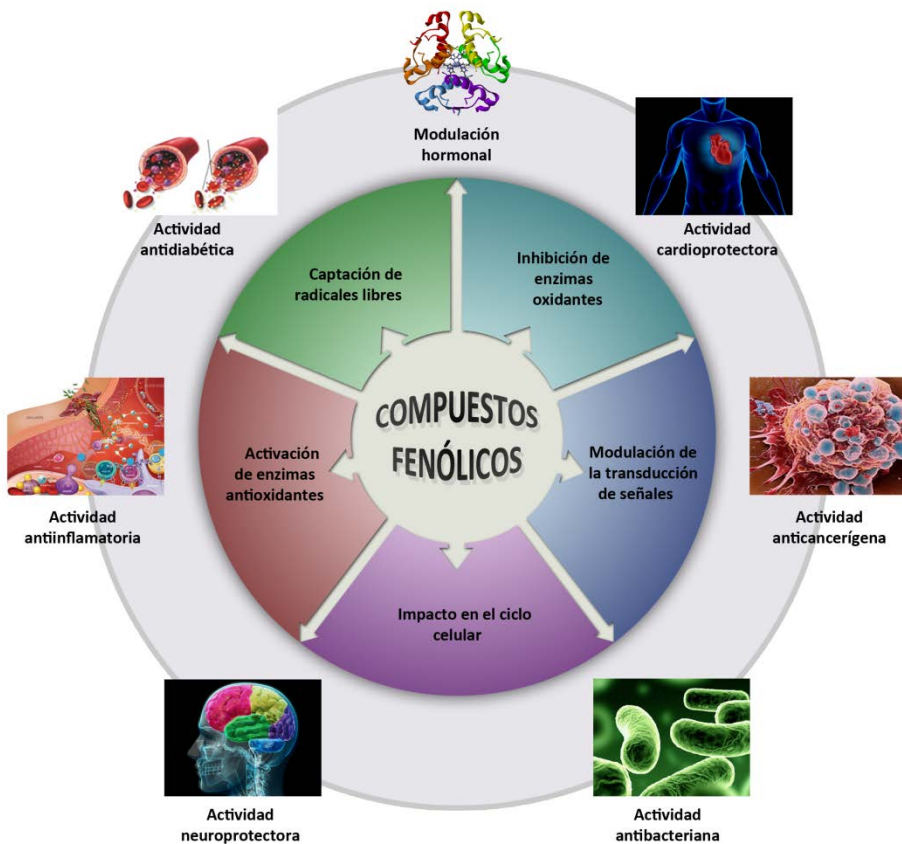 Modulación
hormonal
Actividad
cardioprotectora
Actividad
anticancerígena
Actividad
antibacteriana
Actividad
neuroprotectora
Actividad
antiinflamatoria
Actividad
antidiabética
Captación de
radicales libres
Inhibición de
enzimas
oxidantes
Modulación de
la transducción
de señales
Impacto en el ciclo
celular
Activación
de enzimas
antioxidantes
COMPUESTOS
FENÓLICOS